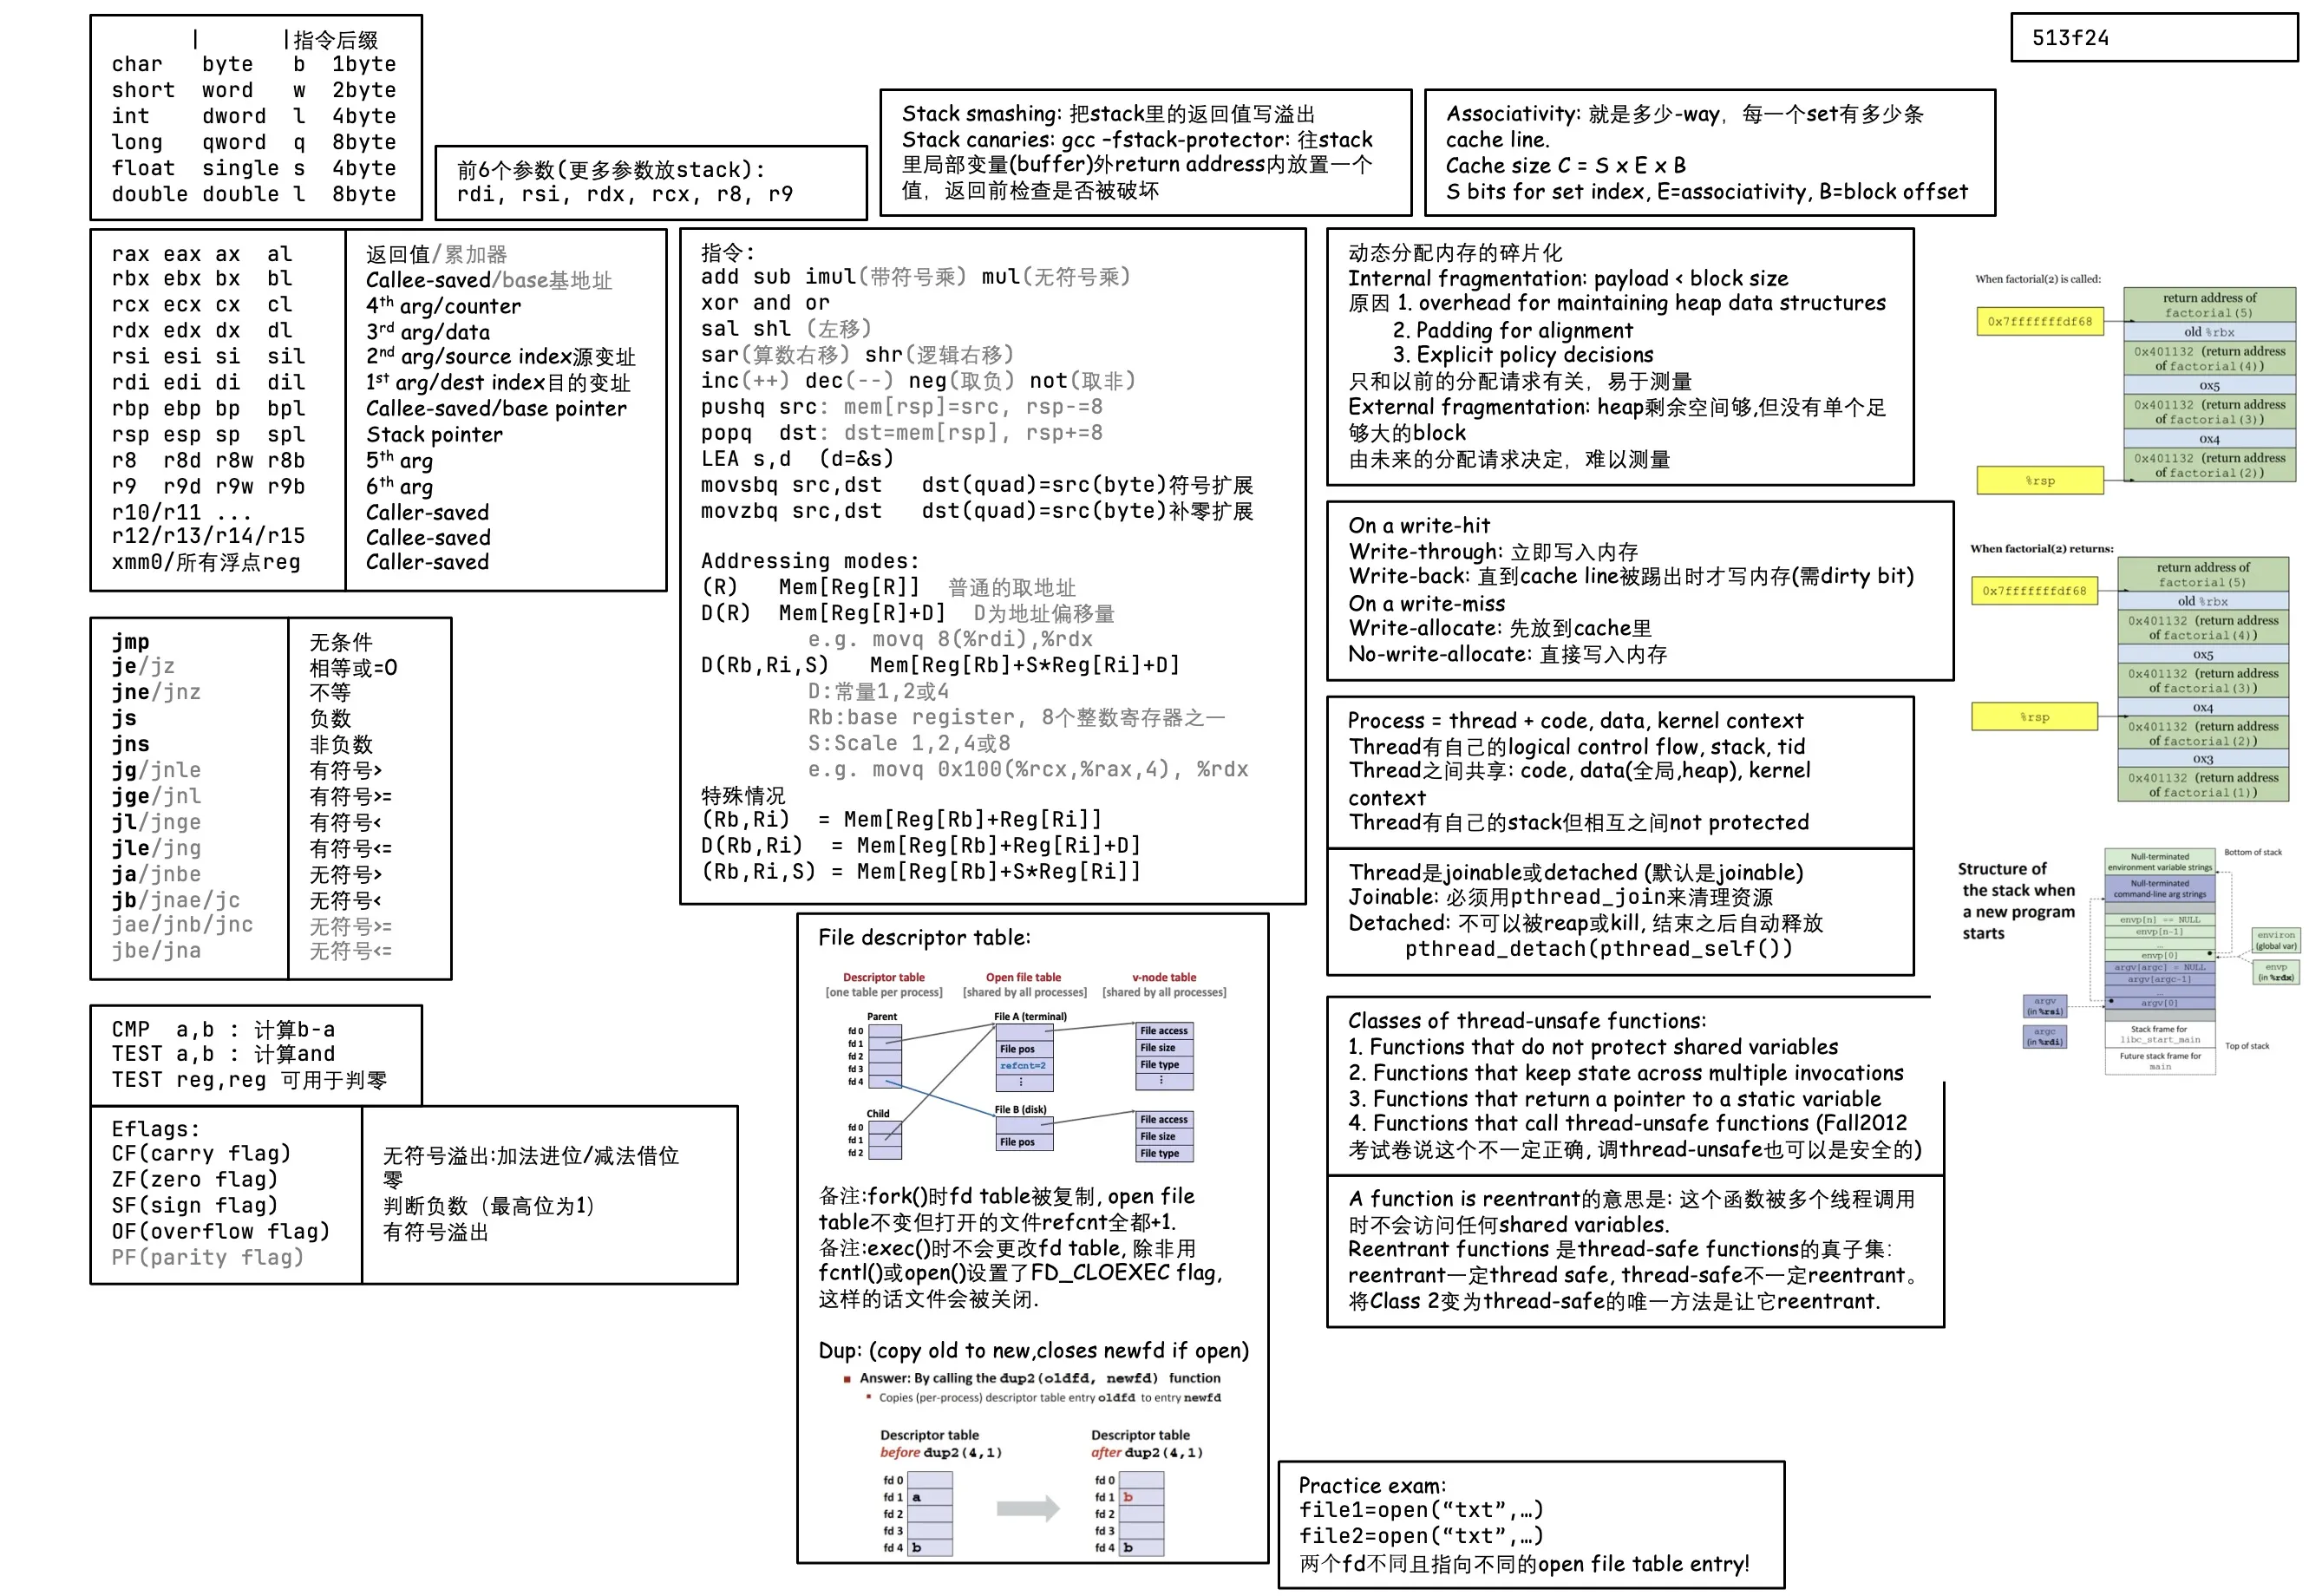 513f24
| |指令后缀
char byte b 1byte
short word w 2byte
int dword l 4byte
long qword q 8byte
float single s 4byte
double double l 8byte
前6个参数(更多参数放stack):
rdi, rsi, rdx, rcx, r8, r9
Stack smashing: 把stack里的返回值写溢出
Stack canaries: gcc –fstack-protector: 往stack
里局部变量(buffer)外return address内放置一个
值，返回前检查是否被破坏
Associativity: 就是多少-way，每一个set有多少条
cache line.
Cache size C = S x E x B
S bits for set index, E=associativity, B=block offset
rax eax ax al 返回值/累加器
rbx ebx bx bl Callee-saved/base基地址
rcx ecx cx cl 4th arg/counter
rdx edx dx dl 3rd arg/data
rsi esi si sil 2nd arg/source index源变址
rdi edi di dil 1st arg/dest index目的变址
rbp ebp bp bpl Callee-saved/base pointer
rsp esp sp spl Stack pointer
r8 r8d r8w r8b 5th arg
r9 r9d r9w r9b 6th arg
r10/r11 ... Caller-saved
r12/r13/r14/r15 Callee-saved
xmm0/所有浮点reg Caller-saved
jmp 无条件
je/jz 相等或=0
jne/jnz 不等
js 负数
jns 非负数
jg/jnle 有符号>
jge/jnl 有符号>=
jl/jnge 有符号<
jle/jng 有符号<=
ja/jnbe 无符号>
jb/jnae/jc 无符号<
jae/jnb/jnc 无符号>=
jbe/jna 无符号<=
CMP a,b : 计算b-a
TEST a,b : 计算and
TEST reg,reg 可用于判零
Eflags:
CF(carry flag) 无符号溢出:加法进位/减法借位
ZF(zero flag) 零
SF(sign flag) 判断负数（最高位为1）
OF(overflow flag) 有符号溢出
PF(parity flag)
指令:
add sub imul(带符号乘) mul(无符号乘)
xor and or
sal shl (左移)
sar(算数右移) shr(逻辑右移)
inc(++) dec(--) neg(取负) not(取非)
pushq src: mem[rsp]=src, rsp-=8
popq dst: dst=mem[rsp], rsp+=8
LEA s,d (d=&s)
movsbq src,dst dst(quad)=src(byte)符号扩展
movzbq src,dst dst(quad)=src(byte)补零扩展
Addressing modes:
(R) Mem[Reg[R]] 普通的取地址
D(R) Mem[Reg[R]+D] D为地址偏移量
e.g. movq 8(%rdi),%rdx
D(Rb,Ri,S) Mem[Reg[Rb]+S*Reg[Ri]+D]
D:常量1,2或4
Rb:base register, 8个整数寄存器之一
S:Scale 1,2,4或8
e.g. movq 0x100(%rcx,%rax,4), %rdx
特殊情况
(Rb,Ri) = Mem[Reg[Rb]+Reg[Ri]]
D(Rb,Ri) = Mem[Reg[Rb]+Reg[Ri]+D]
(Rb,Ri,S) = Mem[Reg[Rb]+S*Reg[Ri]]
File descriptor table:
Descriptor table Open file table v-node table
[one table per process] [shared by all processes] [shared by all processes]
Parent File A (terminal)
fd 0 File access
fd 1 File pos File size
fd 2 refcnt=2 File type
fd 3 ⋮ ⋮
fd 4
Child File B (disk)
fd 0 File access
fd 1 File pos File size
fd 2 File type
备注:fork()时fd table被复制, open file
table不变但打开的文件refcnt全都+1.
备注:exec()时不会更改fd table, 除非用
fcntl()或open()设置了FD_CLOEXEC flag,
这样的话文件会被关闭.
Dup: (copy old to new,closes newfd if open)
■ Answer: By calling the dup2(oldfd, newfd) function
▪ Copies (per-process) descriptor table entry oldfd to entry newfd
Descriptor table Descriptor table
before dup2(4,1) after dup2(4,1)
fd 0 fd 0
fd 1 a fd 1 b
fd 2 fd 2
fd 3 fd 3
fd 4 b fd 4 b
动态分配内存的碎片化
Internal fragmentation: payload < block size
原因 1. overhead for maintaining heap data structures
2. Padding for alignment
3. Explicit policy decisions
只和以前的分配请求有关，易于测量
External fragmentation: heap剩余空间够,但没有单个足
够大的block
由未来的分配请求决定，难以测量
On a write-hit
Write-through: 立即写入内存
Write-back: 直到cache line被踢出时才写内存(需dirty bit)
On a write-miss
Write-allocate: 先放到cache里
No-write-allocate: 直接写入内存
Process = thread + code, data, kernel context
Thread有自己的logical control flow, stack, tid
Thread之间共享: code, data(全局,heap), kernel
context
Thread有自己的stack但相互之间not protected
Thread是joinable或detached (默认是joinable)
Joinable: 必须用pthread_join来清理资源
Detached: 不可以被reap或kill, 结束之后自动释放
pthread_detach(pthread_self())
Classes of thread-unsafe functions:
1. Functions that do not protect shared variables
2. Functions that keep state across multiple invocations
3. Functions that return a pointer to a static variable
4. Functions that call thread-unsafe functions (Fall2012
考试卷说这个不一定正确, 调thread-unsafe也可以是安全的)
A function is reentrant的意思是: 这个函数被多个线程调用
时不会访问任何shared variables.
Reentrant functions 是thread-safe functions的真子集:
reentrant一定thread safe, thread-safe不一定reentrant。
将Class 2变为thread-safe的唯一方法是让它reentrant.
Practice exam:
file1=open(“txt”,…)
file2=open(“txt”,…)
两个fd不同且指向不同的open file table entry!
When factorial(2) is called:
return address of
factorial(5)
0x7fffffffdf68
old %rbx
0x401132 (return address
of factorial(4))
0x5
0x401132 (return address
of factorial(3))
0x4
0x401132 (return address
of factorial(2))
%rsp
When factorial(2) returns:
return address of
factorial(5)
0x7fffffffdf68
old %rbx
0x401132 (return address
of factorial(4))
0x5
0x401132 (return address
of factorial(3))
0x4
%rsp
0x401132 (return address
of factorial(2))
0x3
0x401132 (return address
of factorial(1))
Structure of
the stack when
a new program
starts
Null-terminated
environment variable strings
Bottom of stack
Null-terminated
command-line arg strings
envp[n] == NULL
envp[n-1]
...
envp[0]
environ
(global var)
envp
(in %rdx)
argv[argc] = NULL
argv[argc-1]
...
argv[0]
argv
(in %rsi)
argc
(in %rdi)
Stack frame for
libc_start_main
Top of stack
Future stack frame for
main